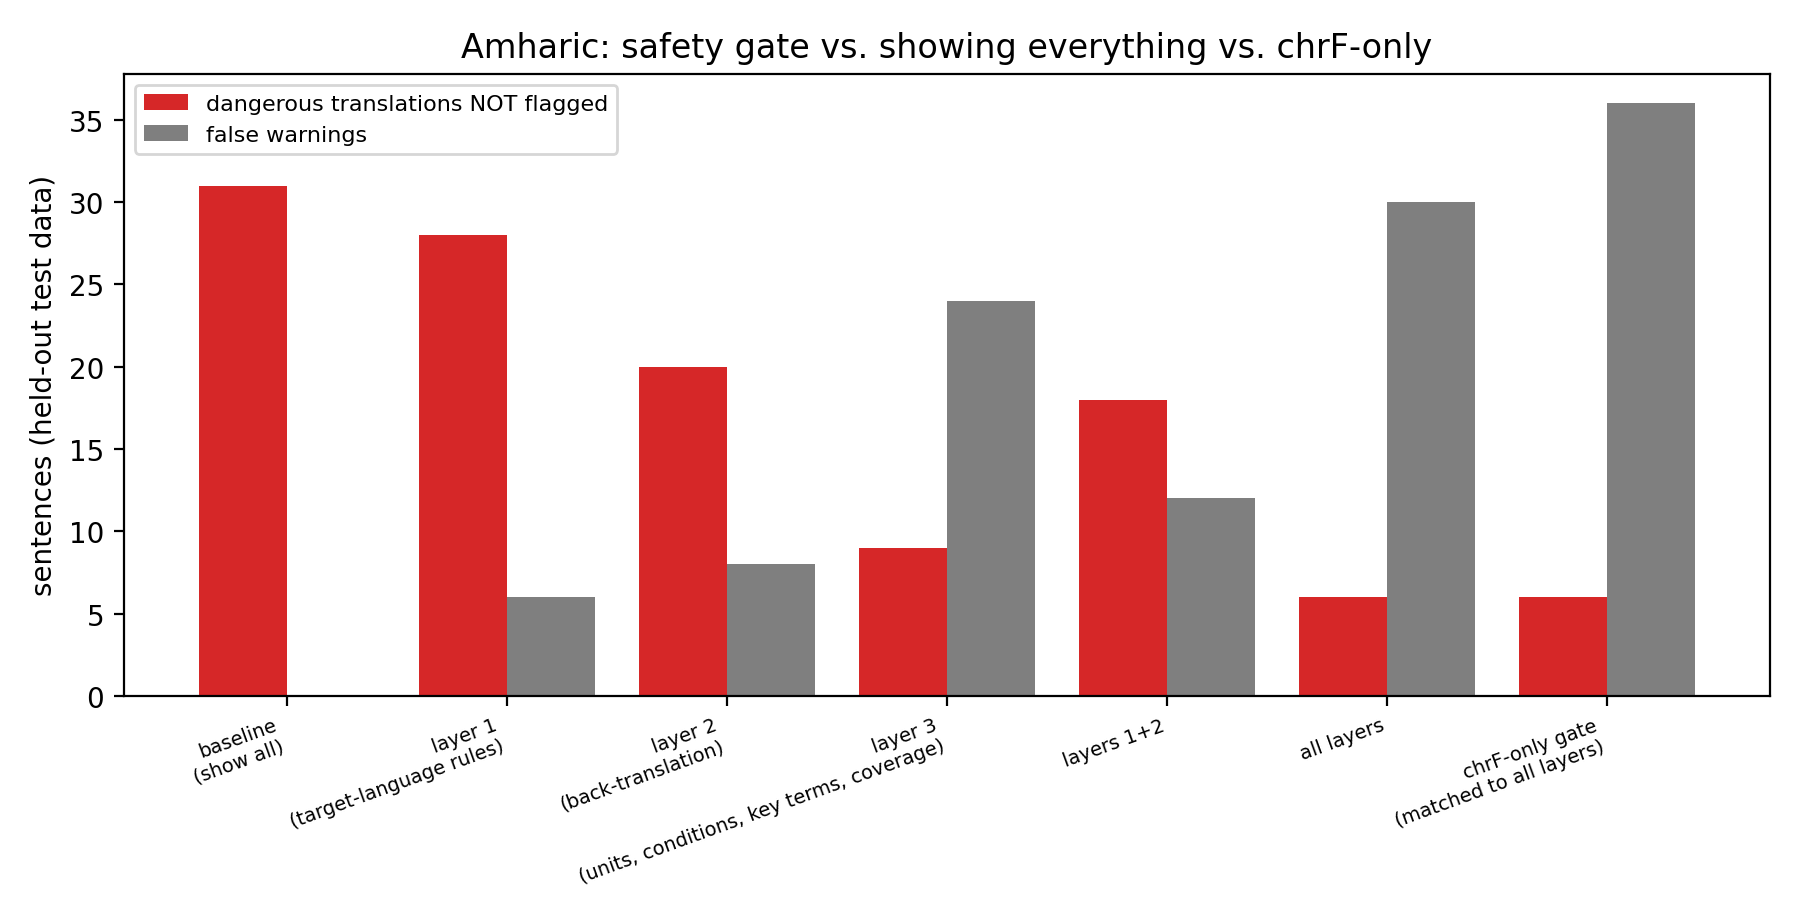 Amharic: safety gate vs. showing everything vs. chrF-only
dangerous translations NOT flagged
false warnings
sentences (held-out test data)
35
30
25
20
15
10
5
0
baseline
(show all)
layer 1
(target-language rules)
layer 2
(back-translation)
layer 3
(units, conditions, key terms, coverage)
layers 1+2
all layers
chrF-only gate
(matched to all layers)